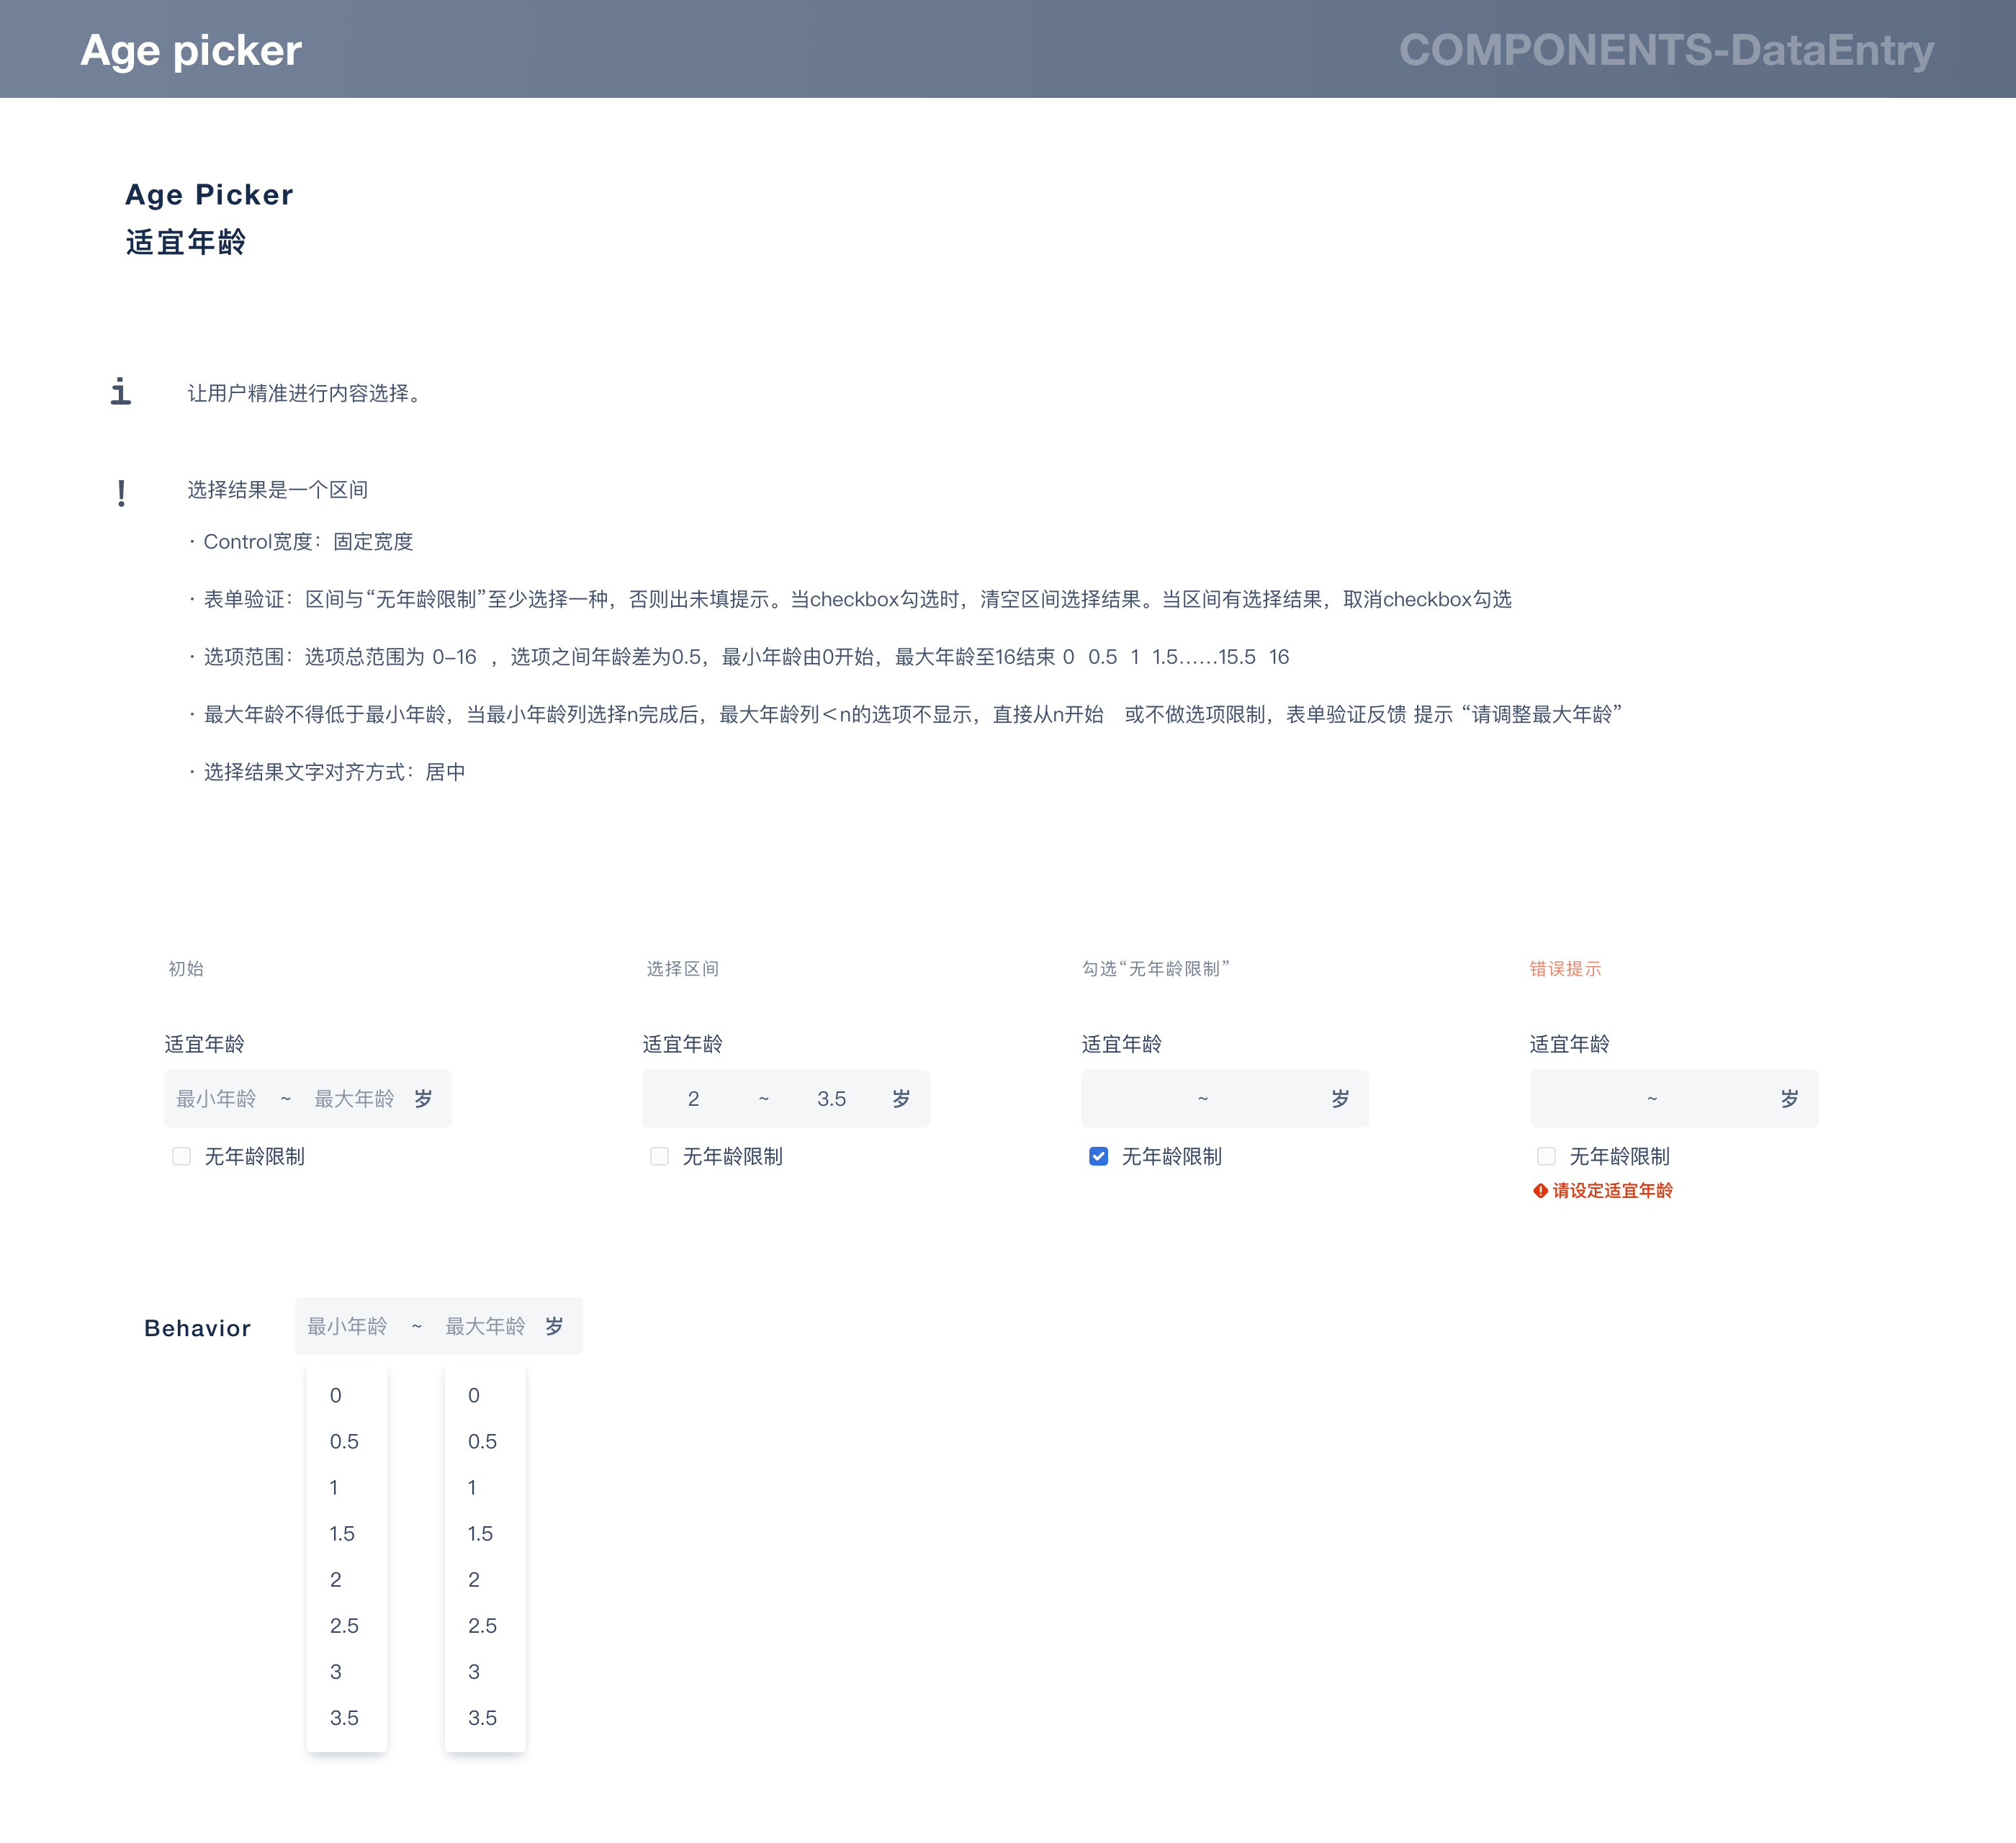 Age picker
COMPONENTS-DataEntry
Age Picker
适宜年龄
i 让用户精准进行内容选择。
! 选择结果是一个区间
· Control宽度：固定宽度
· 表单验证：区间与“无年龄限制”至少选择一种，否则出未填提示。当checkbox勾选时，清空区间选择结果。当区间有选择结果，取消checkbox勾选
· 选项范围：选项总范围为 0–16 ，选项之间年龄差为0.5，最小年龄由0开始，最大年龄至16结束 0 0.5 1 1.5……15.5 16
· 最大年龄不得低于最小年龄，当最小年龄列选择n完成后，最大年龄列＜n的选项不显示，直接从n开始 或不做选项限制，表单验证反馈 提示 “请调整最大年龄”
· 选择结果文字对齐方式：居中
初始
适宜年龄
最小年龄 ~ 最大年龄 岁
无年龄限制
选择区间
适宜年龄
2 ~ 3.5 岁
无年龄限制
勾选“无年龄限制”
适宜年龄
~ 岁
无年龄限制
错误提示
适宜年龄
~ 岁
无年龄限制
请设定适宜年龄
Behavior
最小年龄 ~ 最大年龄 岁
0 0
0.5 0.5
1 1
1.5 1.5
2 2
2.5 2.5
3 3
3.5 3.5